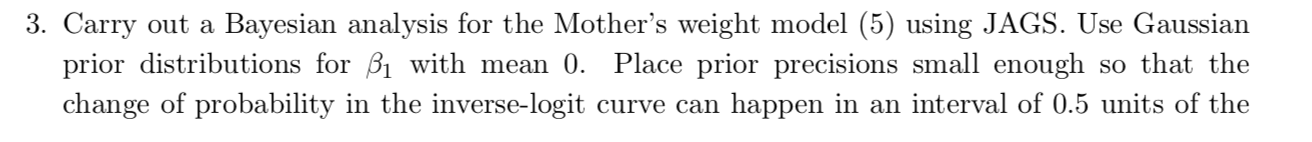 3. Carry out a Bayesian analysis for the Mother's weight model (5) using JAGS. Use Gaussian
prior distributions for β₁ with mean 0. Place prior precisions small enough so that the
change of probability in the inverse-logit curve can happen in an interval of 0.5 units of the